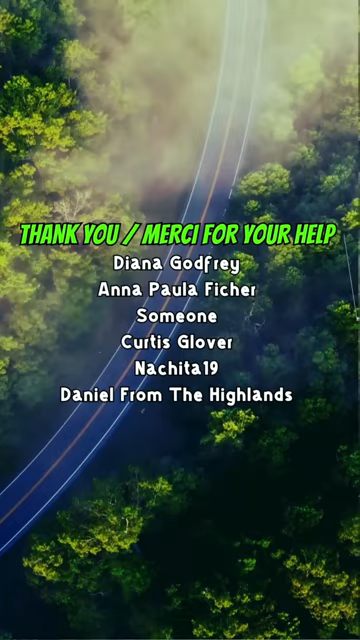 THANK YOU / MERCI FOR YOUR HELP
Diana Godfrey
Anna Paula Ficher
Someone
Curtis Glover
Nachita19
Daniel From The Highlands